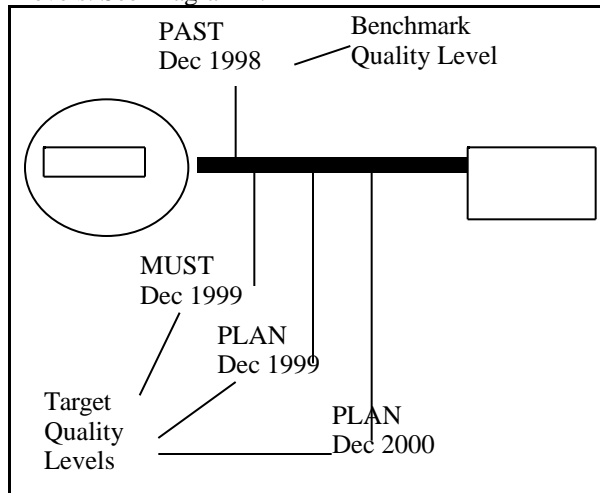 PAST
Dec 1998
Benchmark
Quality Level
MUST
Dec 1999
PLAN
Dec 1999
PLAN
Dec 2000
Target
Quality
Levels